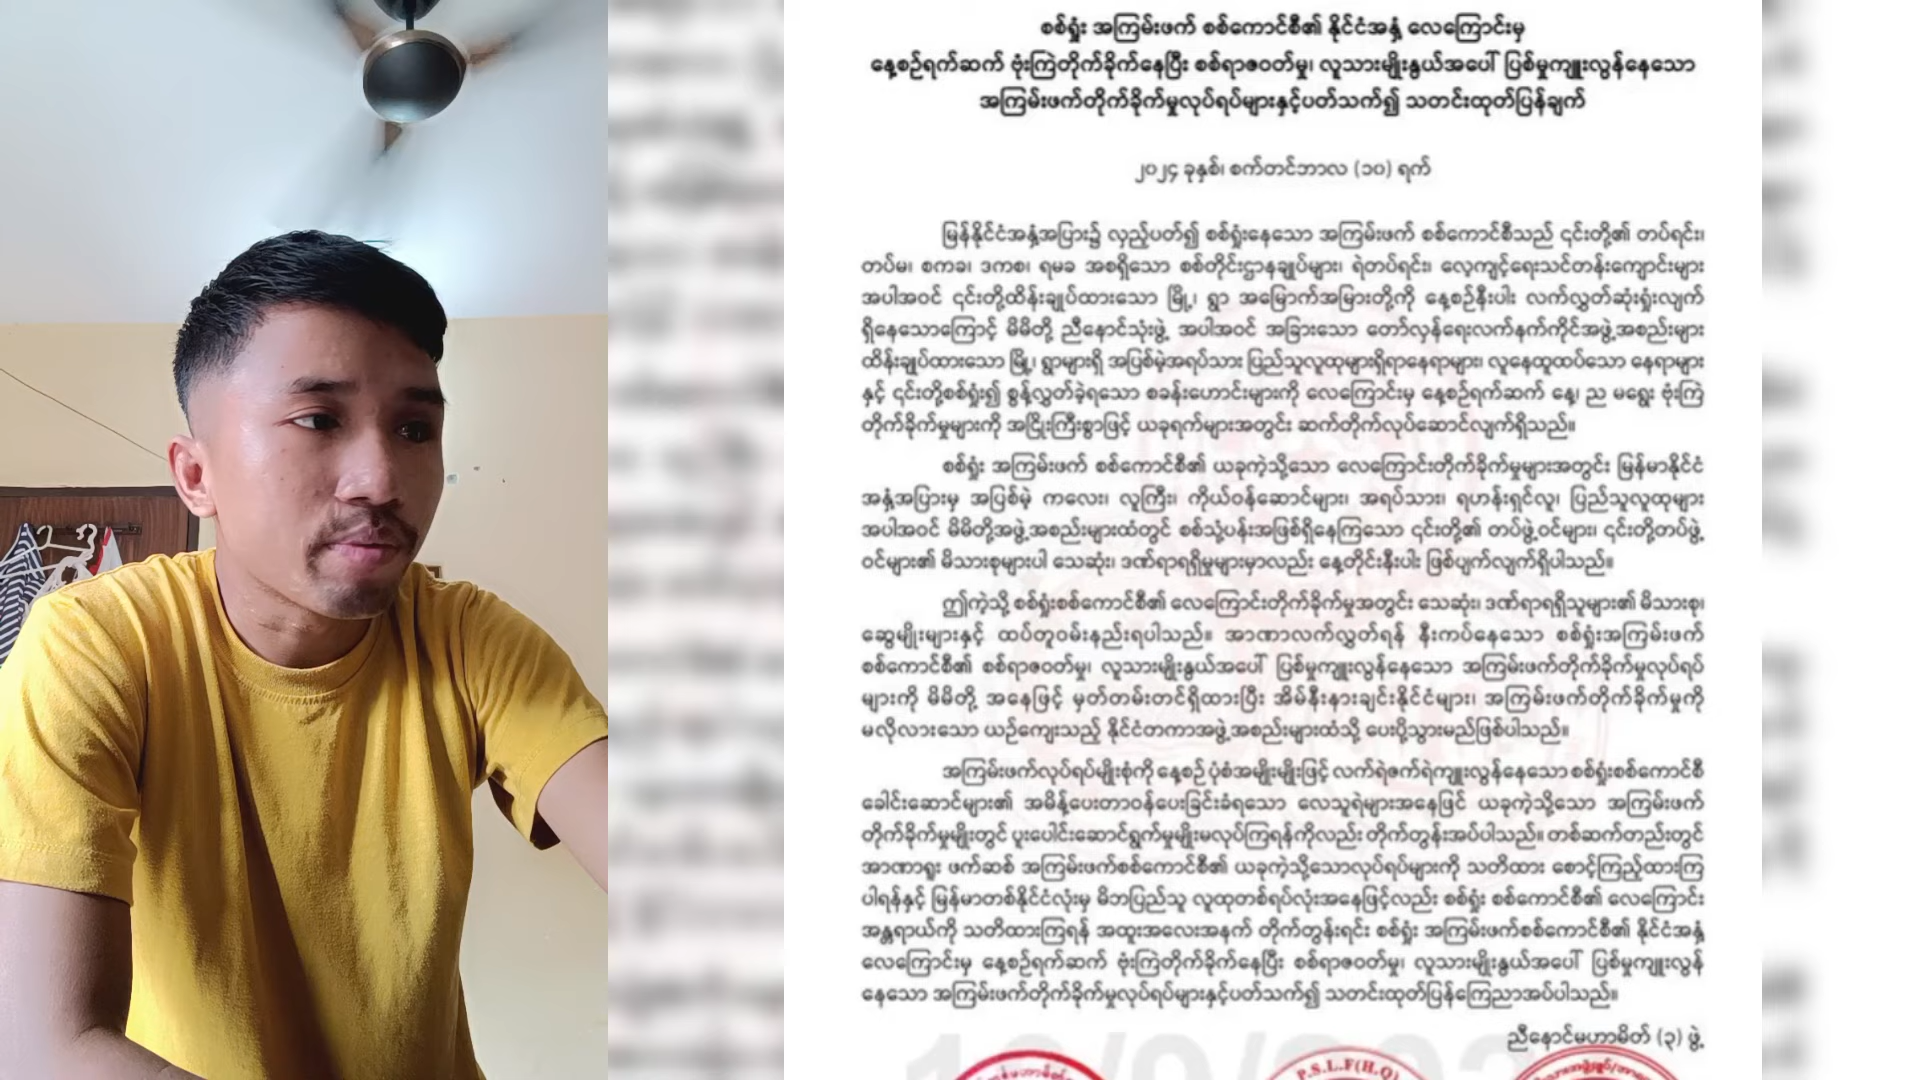 စစ်ရှုံး အကြမ်းဖက် စစ်ကောင်စီ၏ နိုင်ငံအနှံ့ လေကြောင်းမှ
နေ့စဉ်ရက်ဆက် ဗုံးကြဲတိုက်ခိုက်နေပြီး စစ်ရာဇဝတ်မှု၊ လူသားမျိုးနွယ်အပေါ် ပြစ်မှုကျူးလွန်နေသော
အကြမ်းဖက်တိုက်ခိုက်မှုလုပ်ရပ်များနှင့်ပတ်သက်၍ သတင်းထုတ်ပြန်ချက်
၂၀၂၄ ခုနှစ်၊ စက်တင်ဘာလ (၁၀) ရက်
မြန်နိုင်ငံအနှံ့အပြား၌ လှည့်ပတ်၍ စစ်ရှုံးနေသော အကြမ်းဖက် စစ်ကောင်စီသည် ၎င်းတို့၏ တပ်ရင်း၊
တပ်မ၊ စကခ၊ ဒကစ၊ ရမခ အစရှိသော စစ်တိုင်းဌာနချုပ်များ၊ ရဲတပ်ရင်း၊ လေ့ကျင့်ရေးသင်တန်းကျောင်းများ
အပါအဝင် ၎င်းတို့ထိန်းချုပ်ထားသော မြို့၊ ရွာ အမြောက်အမြားတို့ကို နေ့စဉ်နီးပါး လက်လွှတ်ဆုံးရှုံးလျက်
ရှိနေသောကြောင့် မိမိတို့ ညီနောင်သုံးဖွဲ့ အပါအဝင် အခြားသော တော်လှန်ရေးလက်နက်ကိုင်အဖွဲ့အစည်းများ
ထိန်းချုပ်ထားသော မြို့၊ ရွာများရှိ အပြစ်မဲ့အရပ်သား ပြည်သူလူထုများရှိရာနေရာများ၊ လူနေထူထပ်သော နေရာများ
နှင့် ၎င်းတို့စစ်ရှုံး၍ စွန့်လွှတ်ခဲ့ရသော စခန်းဟောင်းများကို လေကြောင်းမှ နေ့စဉ်ရက်ဆက် နေ့၊ ည မရွေး ဗုံးကြဲ
တိုက်ခိုက်မှုများကို အငြိုးကြီးစွာဖြင့် ယခုရက်များအတွင်း ဆက်တိုက်လုပ်ဆောင်လျက်ရှိသည်။
စစ်ရှုံး အကြမ်းဖက် စစ်ကောင်စီ၏ ယခုကဲ့သို့သော လေကြောင်းတိုက်ခိုက်မှုများအတွင်း မြန်မာနိုင်ငံ
အနှံ့အပြားမှ အပြစ်မဲ့ ကလေး၊ လူကြီး၊ ကိုယ်ဝန်ဆောင်များ၊ အရပ်သား၊ ရဟန်းရှင်လူ၊ ပြည်သူလူထုများ
အပါအဝင် မိမိတို့အဖွဲ့အစည်းများထံတွင် စစ်သုံ့ပန်းအဖြစ်ရှိနေကြသော ၎င်းတို့၏ တပ်ဖွဲ့ဝင်များ၊ ၎င်းတို့တပ်ဖွဲ့
ဝင်များ၏ မိသားစုများပါ သေဆုံး၊ ဒဏ်ရာရရှိမှုများမှာလည်း နေ့တိုင်းနီးပါး ဖြစ်ပျက်လျက်ရှိပါသည်။
ဤကဲ့သို့ စစ်ရှုံးစစ်ကောင်စီ၏ လေကြောင်းတိုက်ခိုက်မှုအတွင်း သေဆုံး၊ ဒဏ်ရာရရှိသူများ၏ မိသားစု၊
ဆွေမျိုးများနှင့် ထပ်တူဝမ်းနည်းရပါသည်။ အာဏာလက်လွှတ်ရန် နီးကပ်နေသော စစ်ရှုံးအကြမ်းဖက်
စစ်ကောင်စီ၏ စစ်ရာဇဝတ်မှု၊ လူသားမျိုးနွယ်အပေါ် ပြစ်မှုကျူးလွန်နေသော အကြမ်းဖက်တိုက်ခိုက်မှုလုပ်ရပ်
များကို မိမိတို့ အနေဖြင့် မှတ်တမ်းတင်ရှိထားပြီး အိမ်နီးနားချင်းနိုင်ငံများ၊ အကြမ်းဖက်တိုက်ခိုက်မှုကို
မလိုလားသော ယဉ်ကျေးသည့် နိုင်ငံတကာအဖွဲ့အစည်းများထံသို့ ပေးပို့သွားမည်ဖြစ်ပါသည်။
အကြမ်းဖက်လုပ်ရပ်မျိုးစုံကို နေ့စဉ် ပုံစံအမျိုးမျိုးဖြင့် လက်ရဲဇက်ရဲကျူးလွန်နေသော စစ်ရှုံးစစ်ကောင်စီ
ခေါင်းဆောင်များ၏ အမိန့်ပေးတာဝန်ပေးခြင်းခံရသော လေသူရဲများအနေဖြင့် ယခုကဲ့သို့သော အကြမ်းဖက်
တိုက်ခိုက်မှုမျိုးတွင် ပူးပေါင်းဆောင်ရွက်မှုမျိုးမလုပ်ကြရန်ကိုလည်း တိုက်တွန်းအပ်ပါသည်။ တစ်ဆက်တည်းတွင်
အာဏာရူး ဖက်ဆစ် အကြမ်းဖက်စစ်ကောင်စီ၏ ယခုကဲ့သို့သောလုပ်ရပ်များကို သတိထား စောင့်ကြည့်ထားကြ
ပါရန်နှင့် မြန်မာတစ်နိုင်ငံလုံးမှ မိဘပြည်သူ လူထုတစ်ရပ်လုံးအနေဖြင့်လည်း စစ်ရှုံး စစ်ကောင်စီ၏ လေကြောင်း
အန္တရာယ်ကို သတိထားကြရန် အထူးအလေးအနက် တိုက်တွန်းရင်း စစ်ရှုံး အကြမ်းဖက်စစ်ကောင်စီ၏ နိုင်ငံအနှံ့
လေကြောင်းမှ နေ့စဉ်ရက်ဆက် ဗုံးကြဲတိုက်ခိုက်နေပြီး စစ်ရာဇဝတ်မှု၊ လူသားမျိုးနွယ်အပေါ် ပြစ်မှုကျူးလွန်
နေသော အကြမ်းဖက်တိုက်ခိုက်မှုလုပ်ရပ်များနှင့်ပတ်သက်၍ သတင်းထုတ်ပြန်ကြေညာအပ်ပါသည်။
ညီနောင်မဟာမိတ် (၃) ဖွဲ့
P.S.L.F(H.Q)